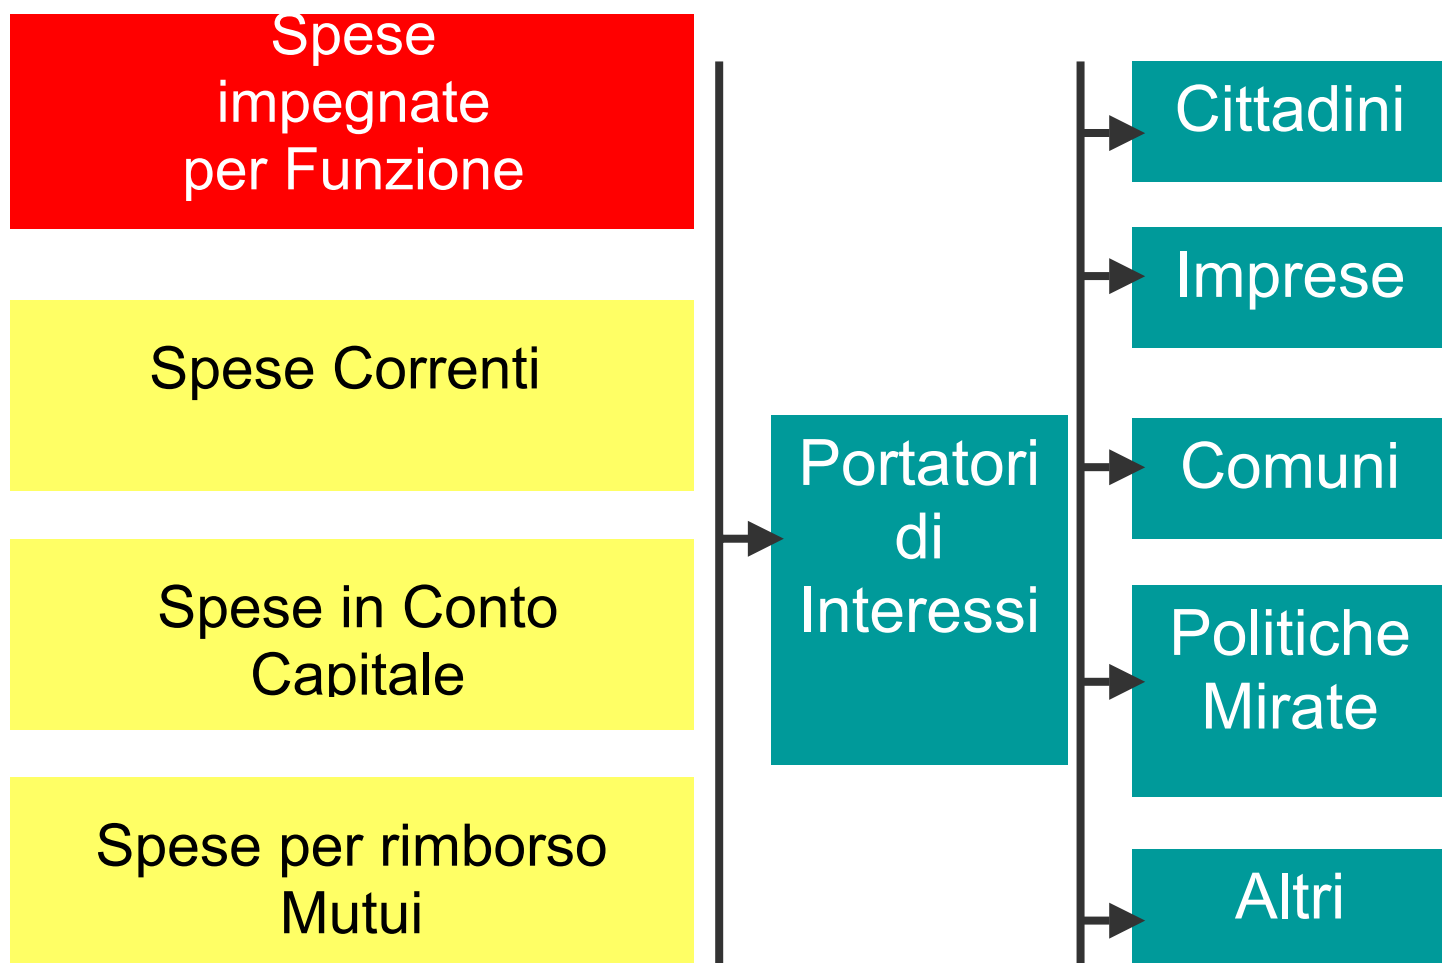 Spese
impegnate
per Funzione
Spese Correnti
Spese in Conto
Capitale
Spese per rimborso
Mutui
Portatori
di
Interessi
Cittadini
Imprese
Comuni
Politiche
Mirate
Altri